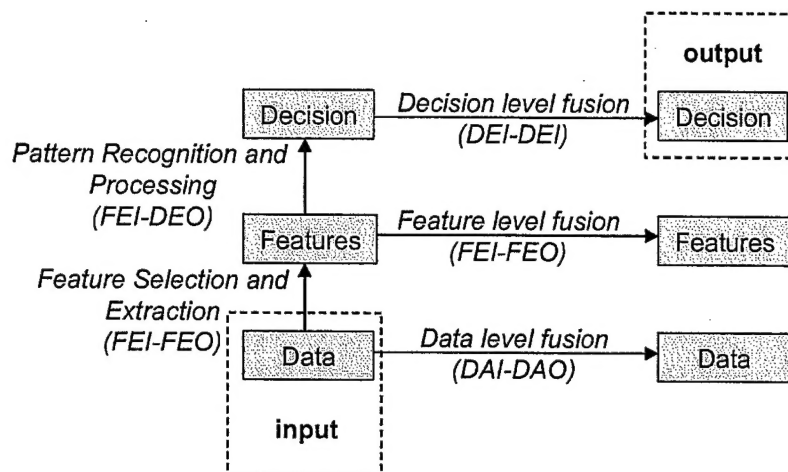 output
Decision
Decision level fusion
(DEI-DEI)
Decision
Pattern Recognition and
Processing
(FEI-DEO)
Features
Feature level fusion
(FEI-FEO)
Features
Feature Selection and
Extraction
(FEI-FEO)
Data
Data level fusion
(DAI-DAO)
Data
input